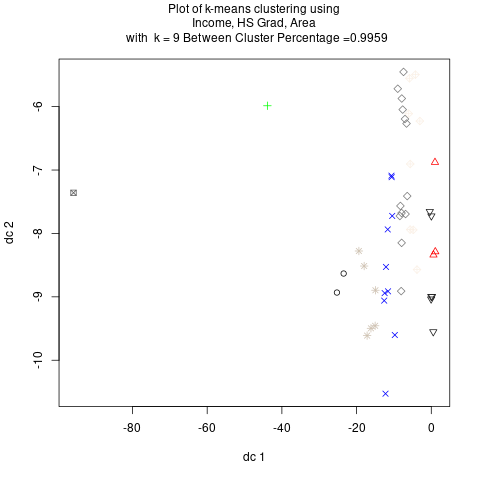 Plot of k-means clustering using
Income, HS Grad, Area
with  k = 9 Between Cluster Percentage =0.9959
-6
-7
-8
-9
-10
dc 2
-80
-60
-40
-20
0
dc 1